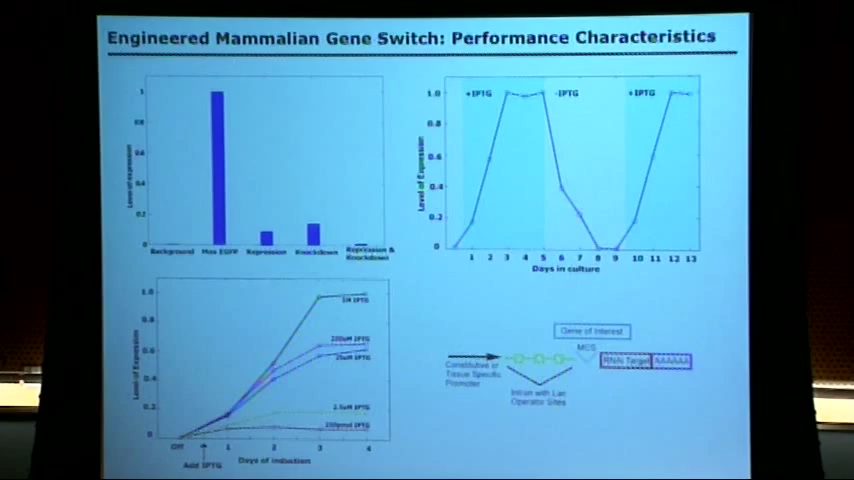 Engineered Mammalian Gene Switch: Performance Characteristics
Level of expression
1
0.8
0.6
0.4
0.2
0
Background
Max EGFP
Repression
Knockdown
Repression &
Knockdown
Level of Expression
1.0
0.8
0.6
0.4
0.2
0
+IPTG
-IPTG
+IPTG
1 2 3 4 5 6 7 8 9 10 11 12 13
Days in culture
Level of Expression
1.0
0.8
0.6
0.4
0.2
0
1M IPTG
250uM IPTG
25uM IPTG
2.5uM IPTG
250pmol IPTG
Off 1 2 3 4
Add IPTG
Days of induction
Gene of Interest
MCS
RNAi Target
AAAAAA
Constitutive or
Tissue Specific
Promoter
Intron with Lac
Operator Sites